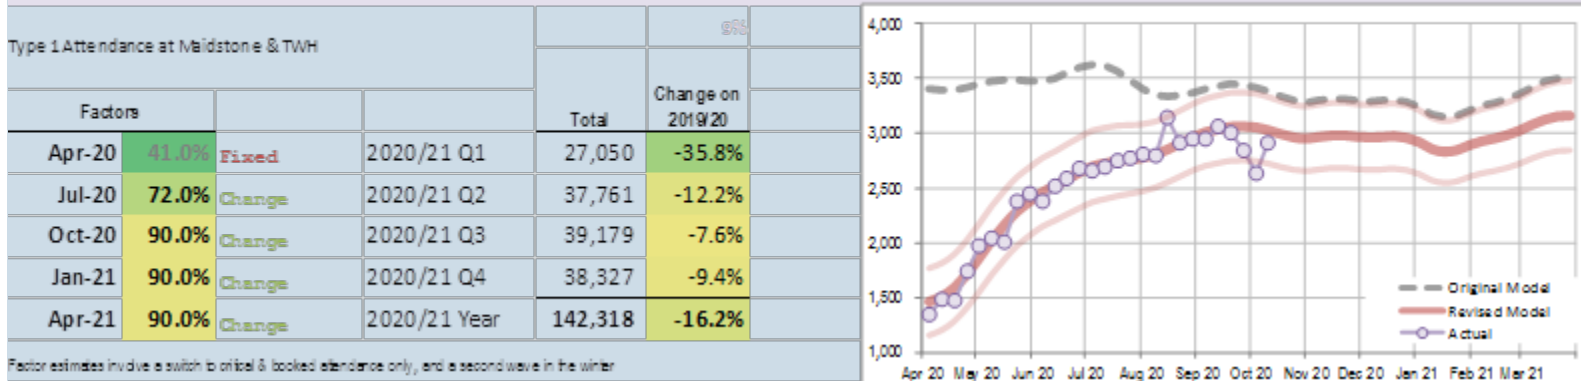 Type 1 Attendance at Maidstone & TWH
Factors Total Change on 2019/20
Apr-20 41.0% Fixed 2020/21 Q1 27,050 -35.8%
Jul-20 72.0% Change 2020/21 Q2 37,761 -12.2%
Oct-20 90.0% Change 2020/21 Q3 39,179 -7.6%
Jan-21 90.0% Change 2020/21 Q4 38,327 -9.4%
Apr-21 90.0% Change 2020/21 Year 142,318 -16.2%
Factor estimates involve a switch to critical & booked attendance only, and a second wave in the winter
4,000
3,500
3,000
2,500
2,000
1,500
1,000
Original Model
Revised Model
Actual
Apr 20 May 20 Jun 20 Jul 20 Aug 20 Sep 20 Oct 20 Nov 20 Dec 20 Jan 21 Feb 21 Mar 21